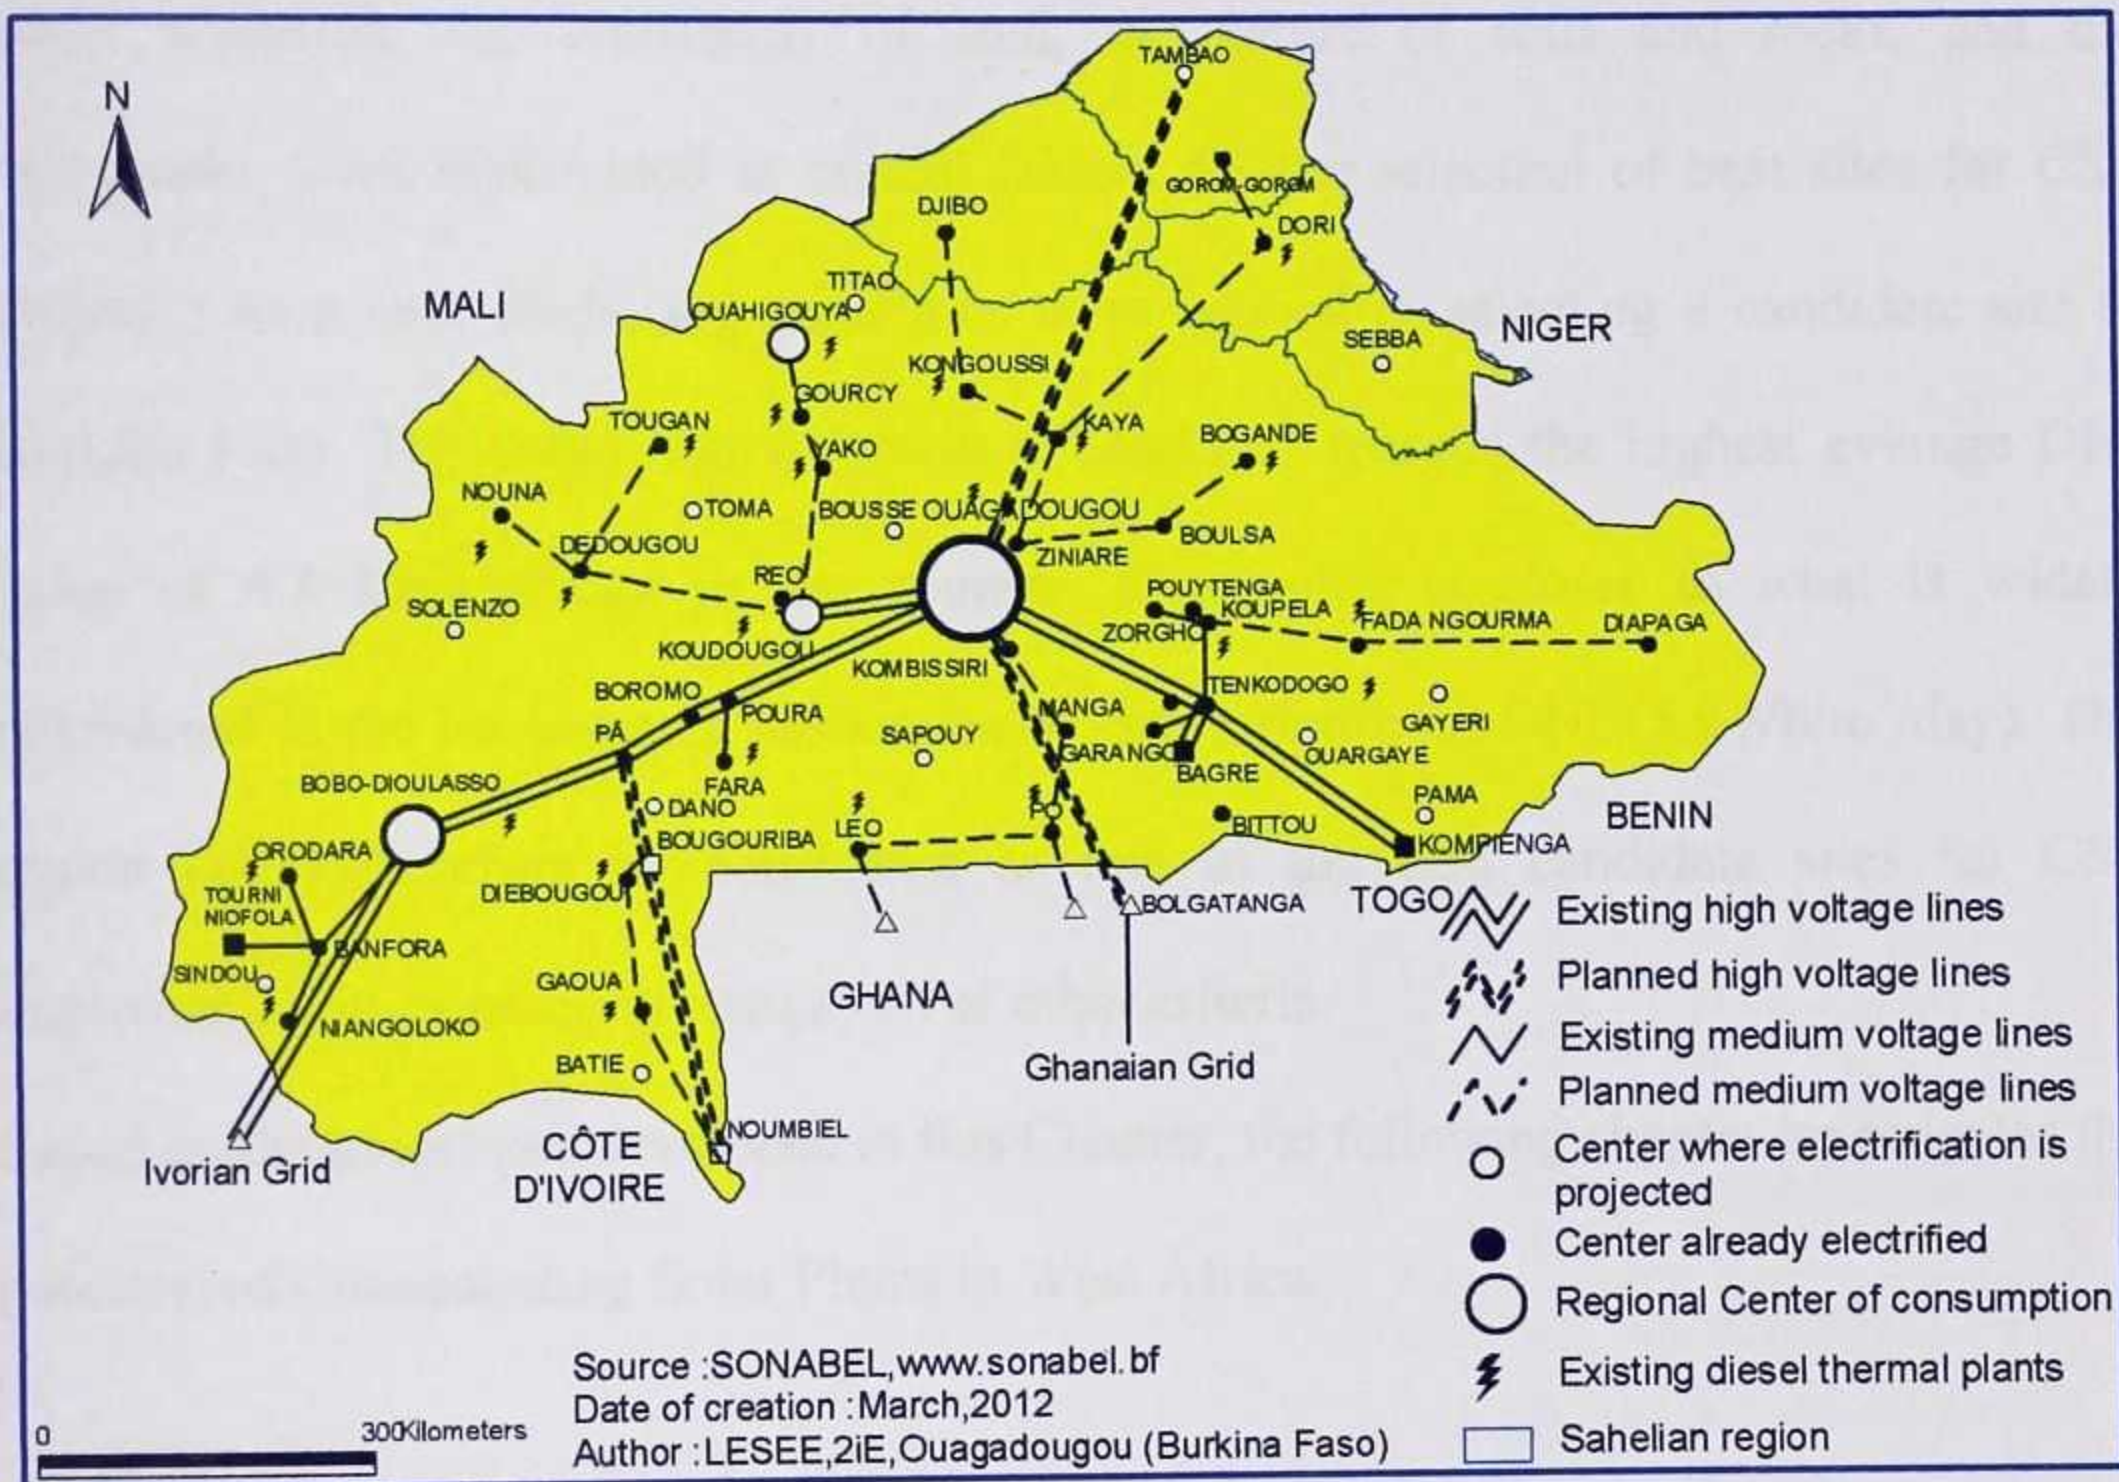 N
TAMBAO
GOROM-GOROM
DJIBO
DORI
TITAO
MALI
OUAHIGOUYA
NIGER
SEBBA
KONGOUSSI
GOURCY
TOUGAN
KAYA
BOGANDE
YAKO
NOUNA
TOMA
BOUSSE
OUAGADOUGOU
BOULSA
DEDOUGOU
ZINIARE
REO
POUYTENGA
SOLENZO
KOUPELA
FADA NGOURMA
DIAPAGA
ZORGHO
KOUDOUGOU
KOMBISSIRI
BOROMO
TENKODOGO
POURA
MANGA
GAYERI
PÂ
SAPOUY
GARANGO
OUARGAYE
BAGRE
BOBO-DIOULASSO
FARA
DANO
PAMA
PO
BENIN
BITTOU
LEO
BOUGOURIBA
ORODARA
KOMPIENGA
TOURNI
NIOFOLA
DIEBOUGOU
BOLGATANGA
TOGO
BANFORA
SINDOU
GAOUA
GHANA
NIANGOLOKO
BATIE
Ghanaian Grid
NOUMBIEL
CÔTE
D'IVOIRE
Ivorian Grid
Existing high voltage lines
Planned high voltage lines
Existing medium voltage lines
Planned medium voltage lines
Center where electrification is
projected
Center already electrified
Regional Center of consumption
Existing diesel thermal plants
Sahelian region
Source :SONABEL,www.sonabel.bf
Date of creation :March,2012
Author :LESEE,2iE,Ouagadougou (Burkina Faso)
0 300Kilometers